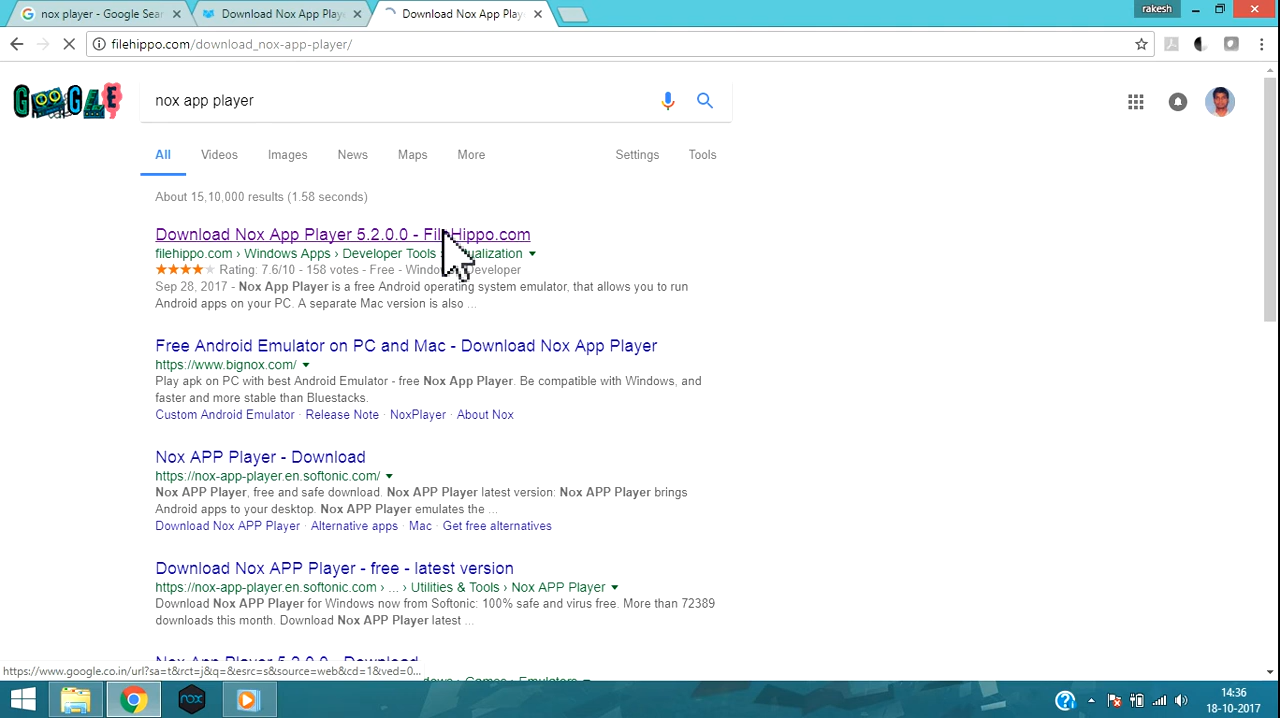 nox player - Google Sear
Download Nox App Playe
Download Nox App Playe
rakesh
filehippo.com/download_nox-app-player/
nox app player
All
Videos
Images
News
Maps
More
Settings
Tools
About 15,10,000 results (1.58 seconds)
Download Nox App Player 5.2.0.0 - FileHippo.com
filehippo.com › Windows Apps › Developer Tools
Rating: 7.6/10 - 158 votes - Free - Developer
Sep 28, 2017 - Nox App Player is a free Android operating system emulator, that allows you to run
Android apps on your PC. A separate Mac version is also ...
Free Android Emulator on PC and Mac - Download Nox App Player
https://www.bignox.com/
Play apk on PC with best Android Emulator - free Nox App Player. Be compatible with Windows, and
faster and more stable than Bluestacks.
Custom Android Emulator · Release Note · NoxPlayer · About Nox
Nox APP Player - Download
https://nox-app-player.en.softonic.com/
Nox APP Player, free and safe download. Nox APP Player latest version: Nox APP Player brings
Android apps to your desktop. Nox APP Player emulates the ...
Download Nox APP Player · Alternative apps · Mac · Get free alternatives
Download Nox APP Player - free - latest version
https://nox-app-player.en.softonic.com › ... › Utilities & Tools › Nox APP Player
Download Nox APP Player for Windows now from Softonic: 100% safe and virus free. More than 72389
downloads this month. Download Nox APP Player latest ...
Nox App Player 5.2.0.0 - Download
https://www.google.co.in/url?sa=t&rct=j&q=&esrc=s&source=web&cd=1&ved=0...
nox
14:36
18-10-2017